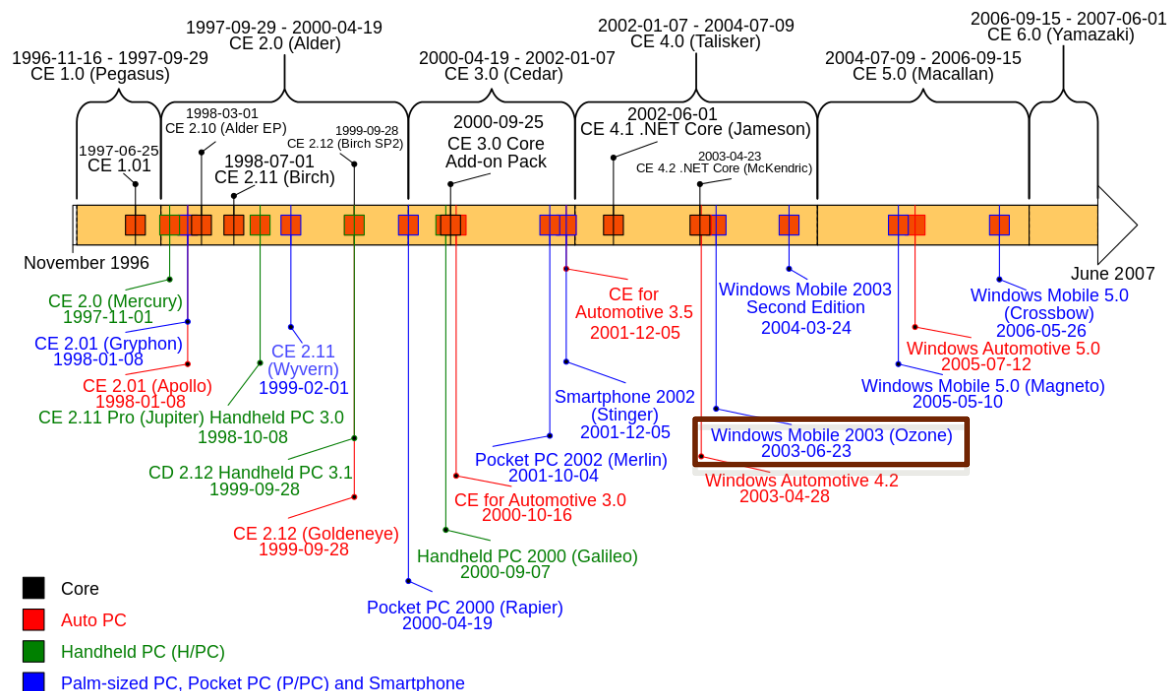 1996-11-16 - 1997-09-29
CE 1.0 (Pegasus)
1997-09-29 - 2000-04-19
CE 2.0 (Alder)
2000-04-19 - 2002-01-07
CE 3.0 (Cedar)
2002-01-07 - 2004-07-09
CE 4.0 (Talisker)
2004-07-09 - 2006-09-15
CE 5.0 (Macallan)
2006-09-15 - 2007-06-01
CE 6.0 (Yamazaki)
1997-06-25
CE 1.01
1998-03-01
CE 2.10 (Alder EP)
1998-07-01
CE 2.11 (Birch)
1999-09-28
CE 2.12 (Birch SP2)
2000-09-25
CE 3.0 Core
Add-on Pack
2002-06-01
CE 4.1 .NET Core (Jameson)
2003-04-23
CE 4.2 .NET Core (McKendric)
November 1996
June 2007
CE 2.0 (Mercury)
1997-11-01
CE 2.01 (Gryphon)
1998-01-08
CE 2.01 (Apollo)
1998-01-08
CE 2.11 Pro (Jupiter) Handheld PC 3.0
1998-10-08
CE 2.11
(Wyvern)
1999-02-01
CD 2.12 Handheld PC 3.1
1999-09-28
CE 2.12 (Goldeneye)
1999-09-28
Pocket PC 2000 (Rapier)
2000-04-19
Handheld PC 2000 (Galileo)
2000-09-07
CE for Automotive 3.0
2000-10-16
Pocket PC 2002 (Merlin)
2001-10-04
Smartphone 2002
(Stinger)
2001-12-05
CE for
Automotive 3.5
2001-12-05
Windows Mobile 2003
Second Edition
2004-03-24
Windows Mobile 2003 (Ozone)
2003-06-23
Windows Automotive 4.2
2003-04-28
Windows Mobile 5.0 (Magneto)
2005-05-10
Windows Automotive 5.0
2005-07-12
Windows Mobile 5.0
(Crossbow)
2006-05-26
Core
Auto PC
Handheld PC (H/PC)
Palm-sized PC, Pocket PC (P/PC) and Smartphone